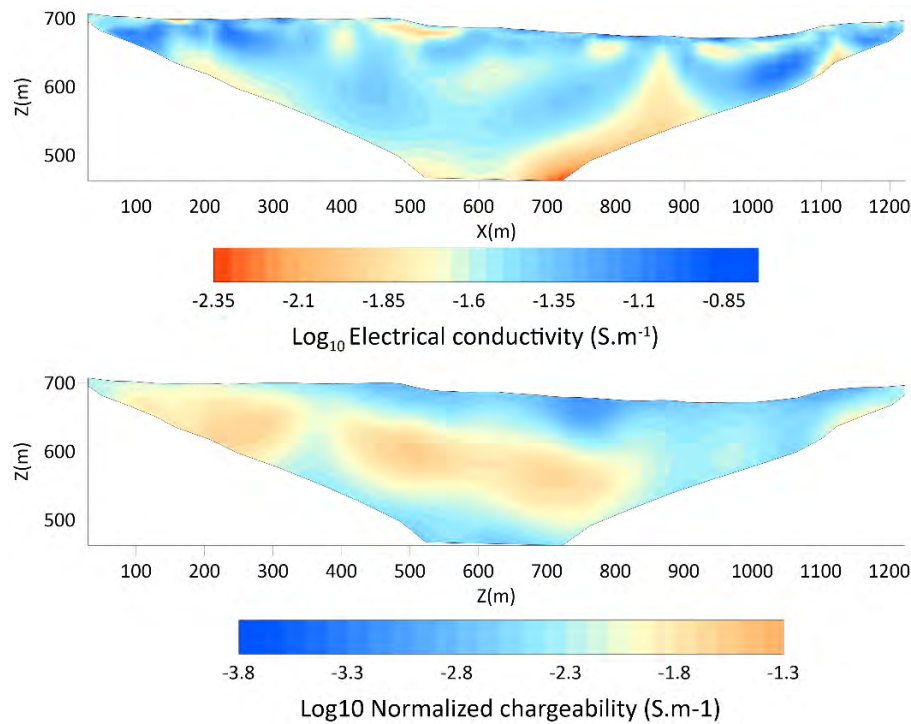 700
600
500
Z(m)
100 200 300 400 500 600 700 800 900 1000 1100 1200
X(m)
-2.35 -2.1 -1.85 -1.6 -1.35 -1.1 -0.85
Log₁₀ Electrical conductivity (S.m⁻¹)
700
600
500
Z(m)
100 200 300 400 500 600 700 800 900 1000 1100 1200
Z(m)
-3.8 -3.3 -2.8 -2.3 -1.8 -1.3
Log10 Normalized chargeability (S.m-1)